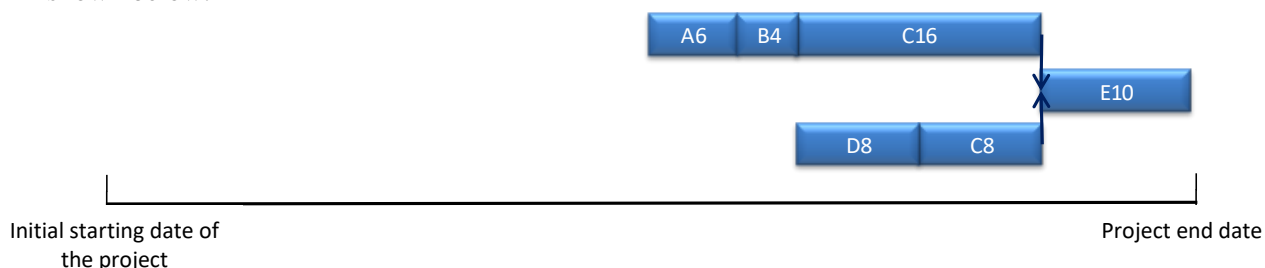 A6 B4 C16
E10
D8 C8
Initial starting date of
the project
Project end date